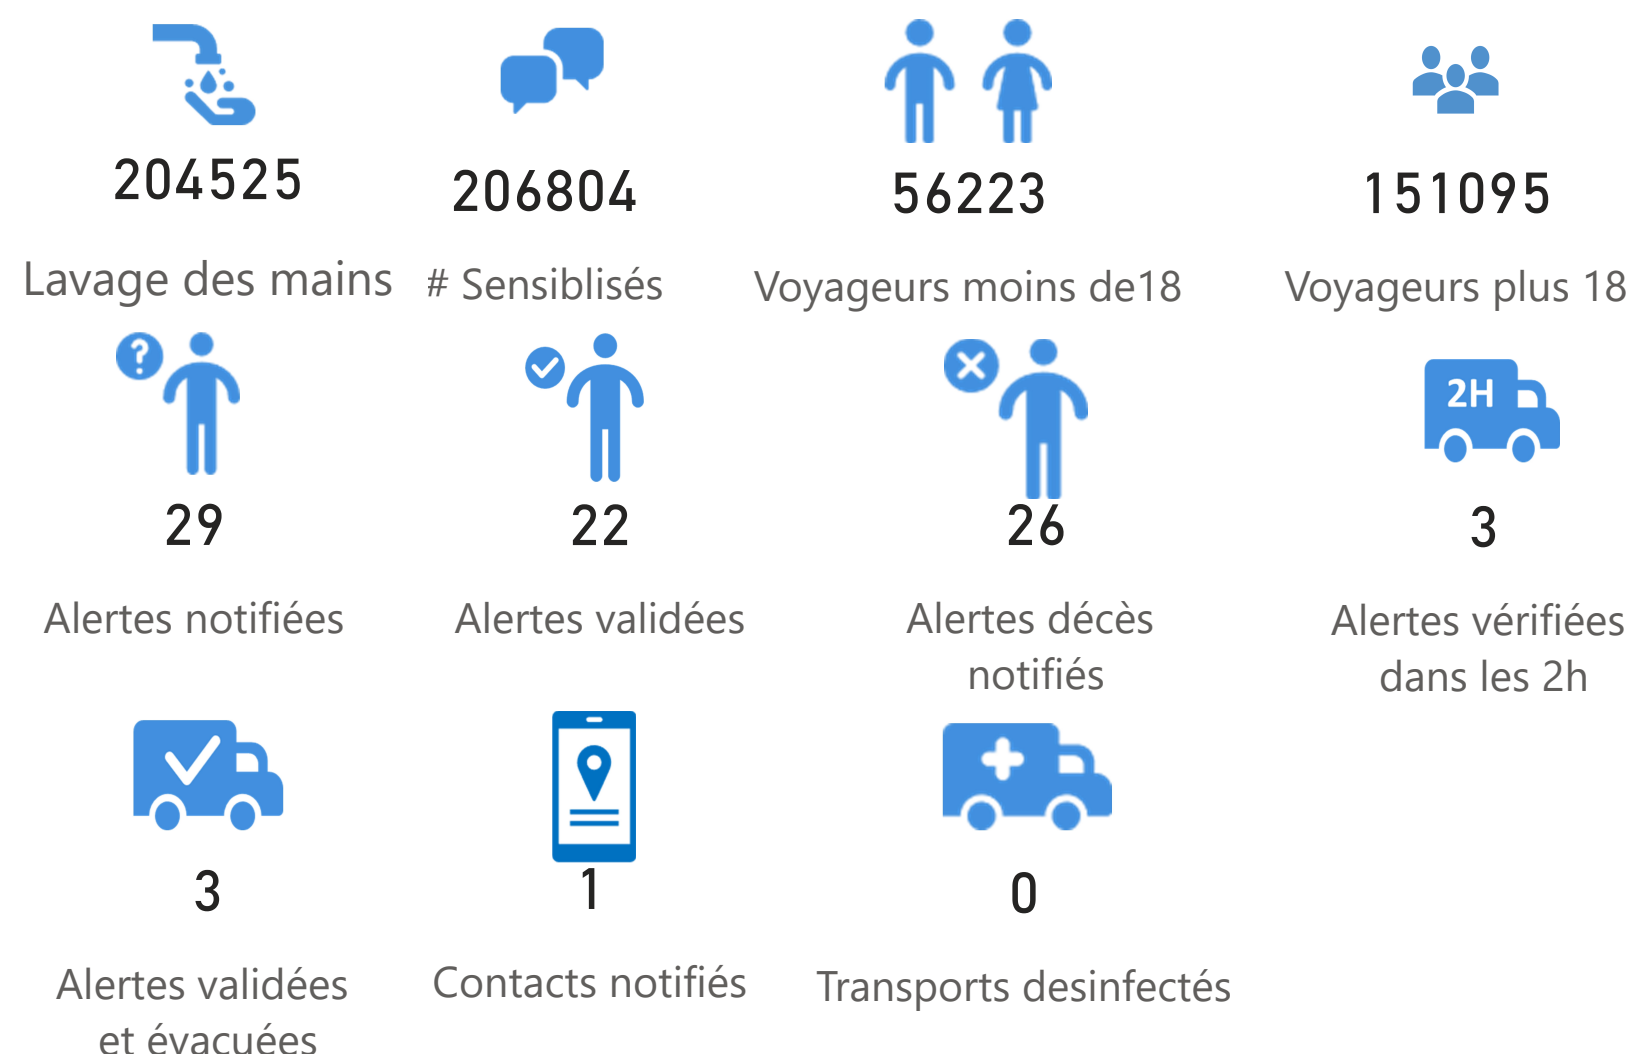 204525
206804
56223
151095
Lavage des mains
# Sensiblisés
Voyageurs moins de18
Voyageurs plus 18
?
2H
29
22
26
3
Alertes notifiées
Alertes validées
Alertes décès
notifiés
Alertes vérifiées
dans les 2h
3
1
0
Alertes validées
et évacuées
Contacts notifiés
Transports desinfectés